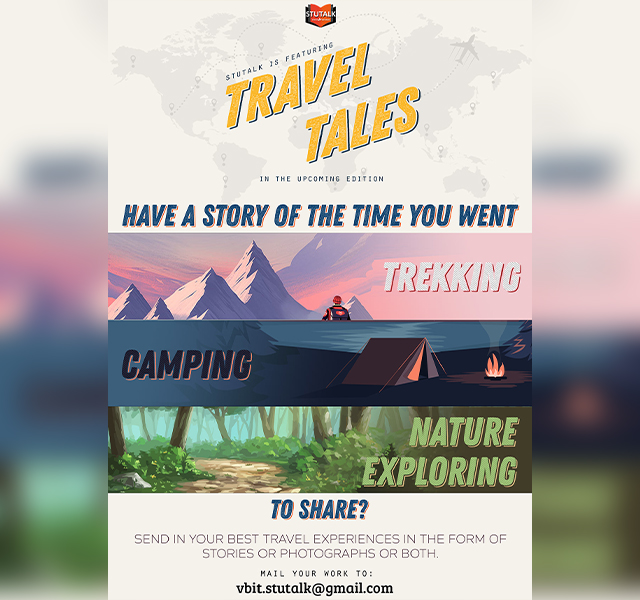 STUTALK
STUTALK IS FEATURING
TRAVEL
TALES
IN THE UPCOMING EDITION
HAVE A STORY OF THE TIME YOU WENT
TREKKING
CAMPING
NATURE
EXPLORING
TO SHARE?
SEND IN YOUR BEST TRAVEL EXPERIENCES IN THE FORM OF
STORIES OR PHOTOGRAPHS OR BOTH.
MAIL YOUR WORK TO:
vbit.stutalk@gmail.com